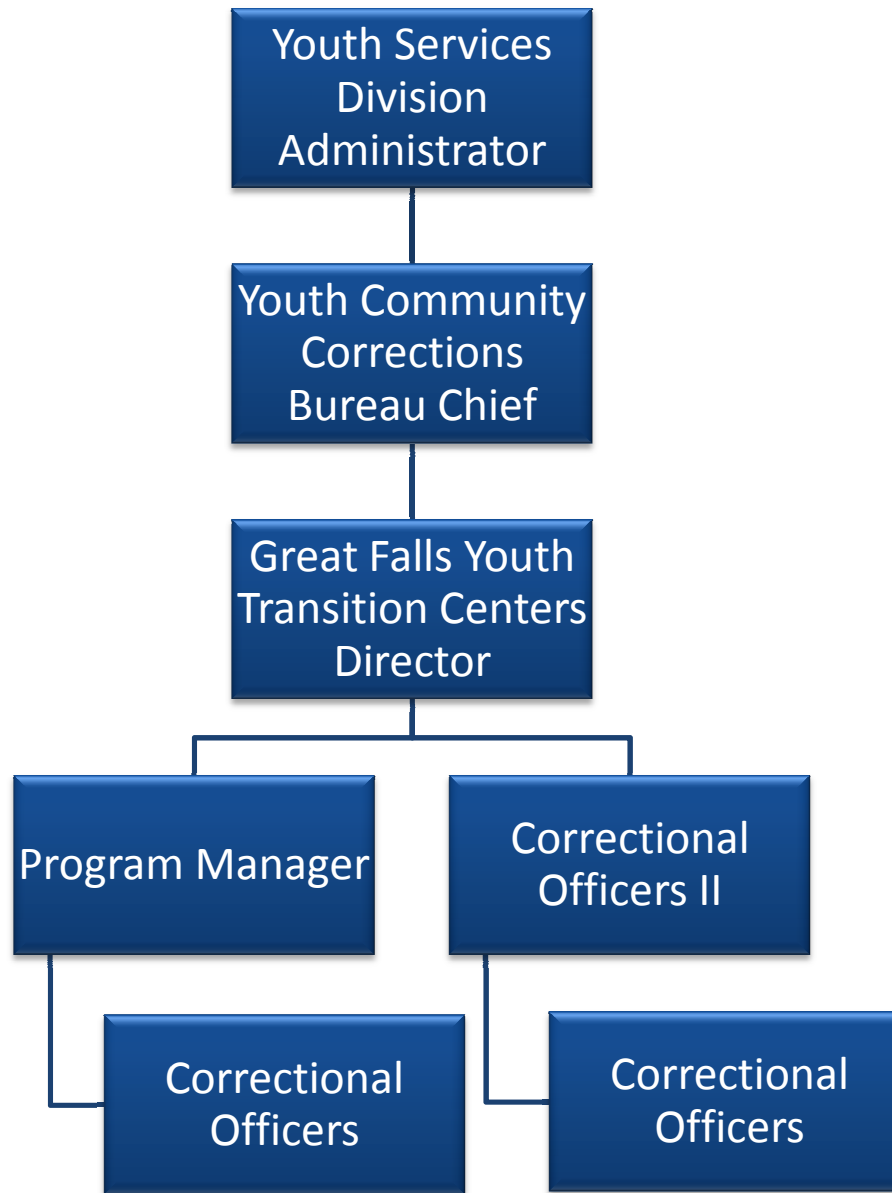 Youth Services
Division
Administrator
Youth Community
Corrections
Bureau Chief
Great Falls Youth
Transition Centers
Director
Program Manager
Correctional
Officers II
Correctional
Officers
Correctional
Officers